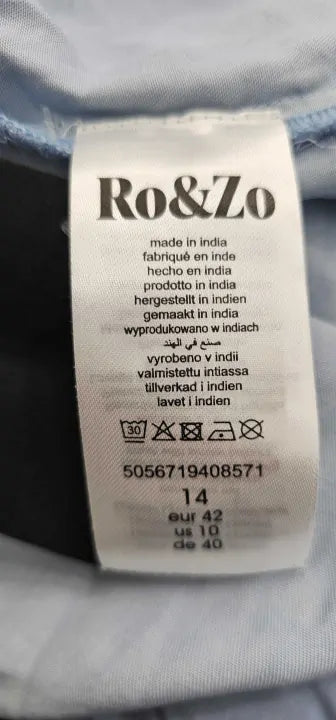 Ro&Zo
made in india
fabriqué en inde
hecho en india
prodotto in india
hergestellt in indien
gemaakt in india
wyprodukowano w indiach
صنع في الهند
vyrobeno v indii
valmistettu intiassa
tillverkad i indien
lavet i indien
30
5056719408571
14
eur 42
us 10
de 40